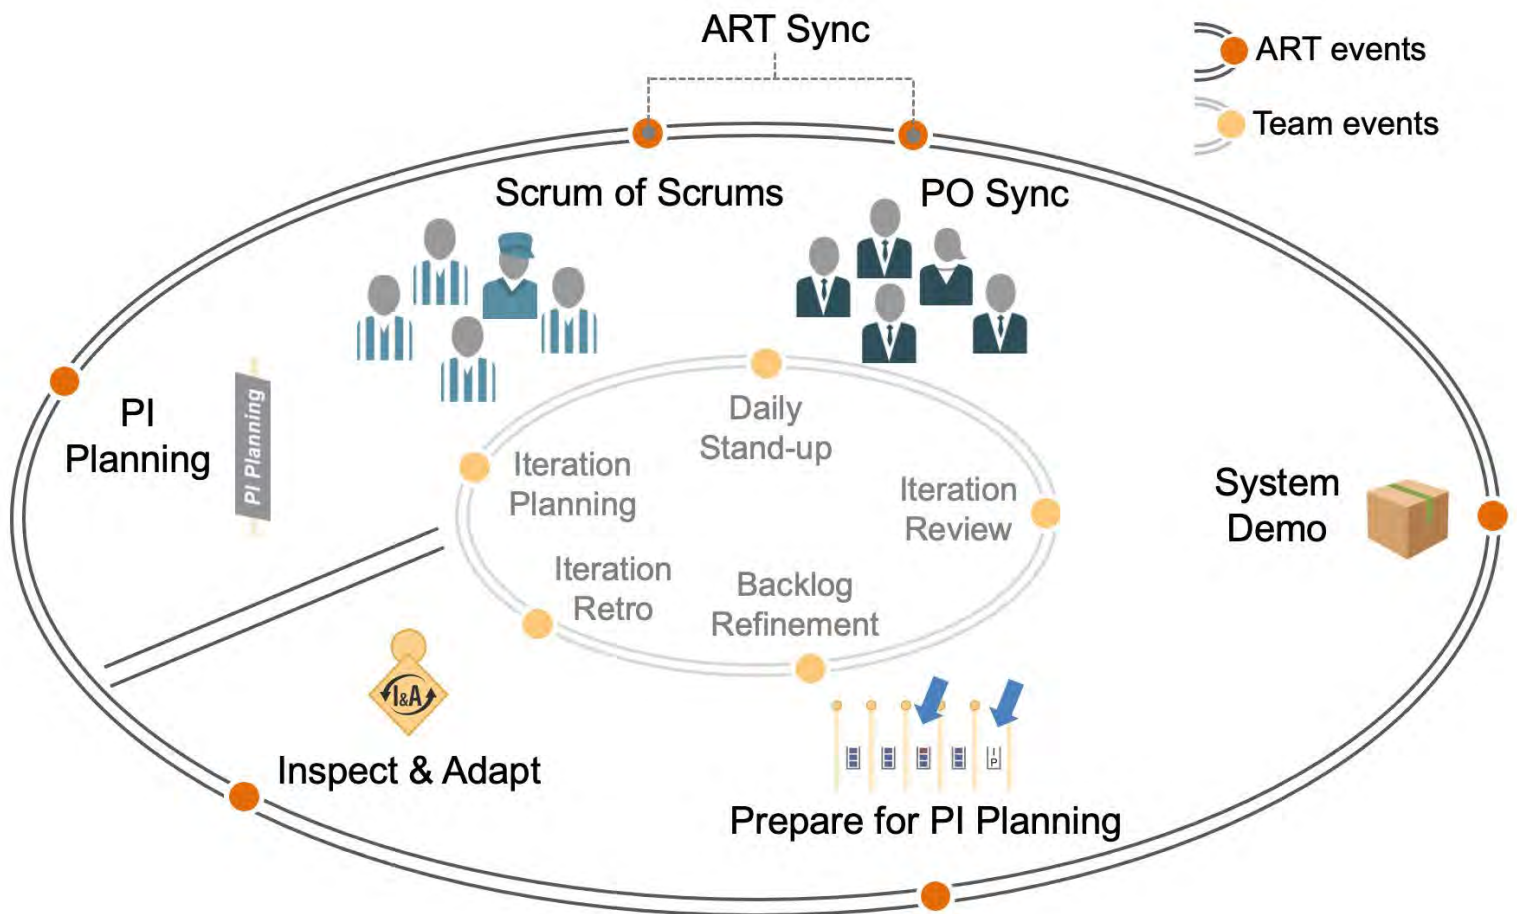 ART Sync
ART events
Team events
Scrum of Scrums
PO Sync
PI
Planning
PI Planning
Daily
Stand-up
Iteration
Planning
Iteration
Review
System
Demo
Iteration
Retro
Backlog
Refinement
I&A
Inspect & Adapt
I
P
Prepare for PI Planning